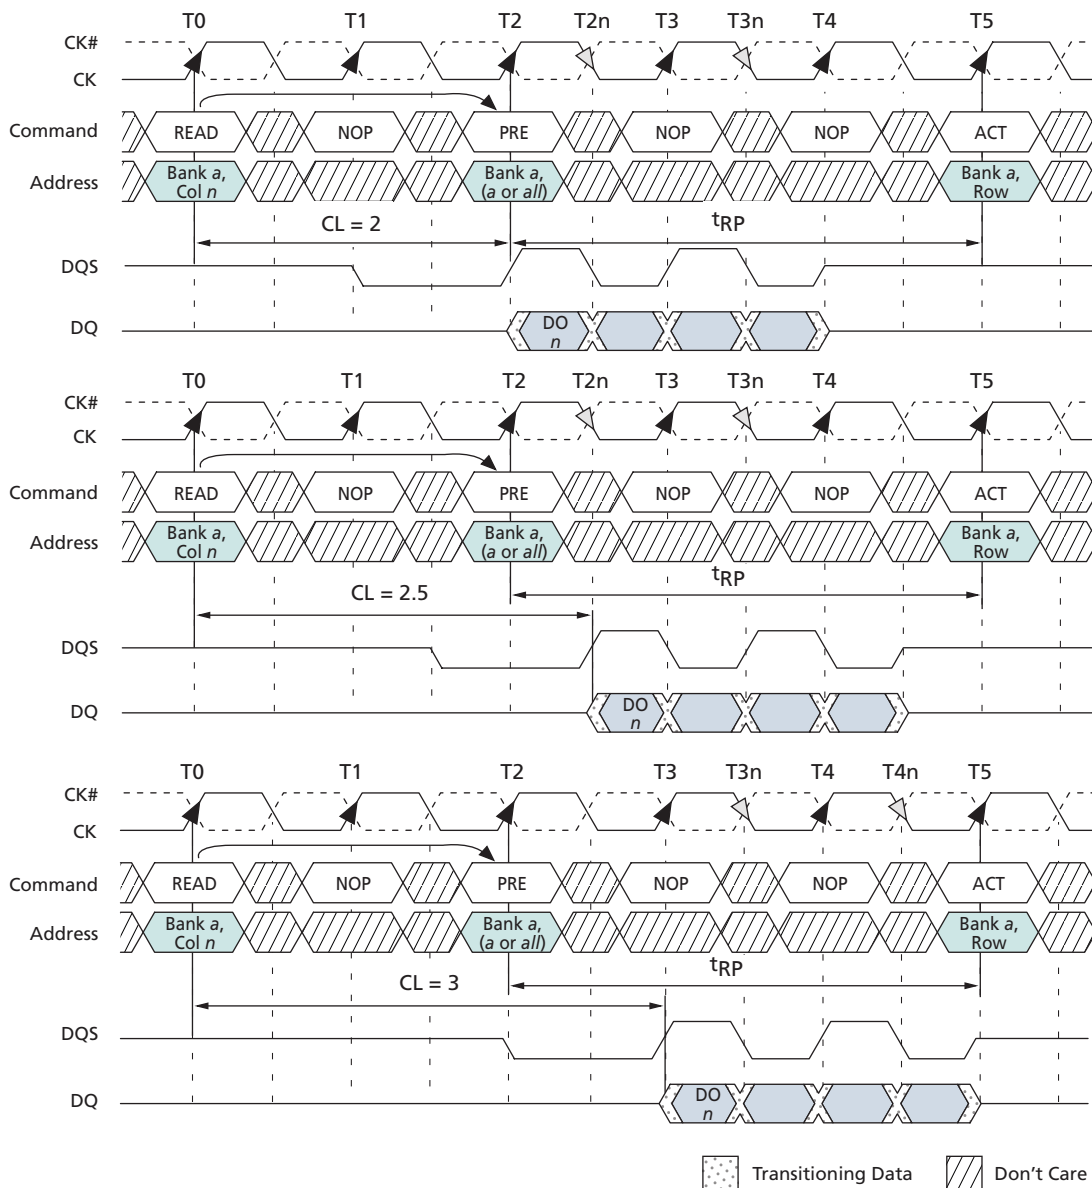 T0 T1 T2 T2n T3 T3n T4 T5
CK#
CK
Command READ NOP PRE NOP NOP ACT
Address Bank a, Col n Bank a, (a or all) Bank a, Row
CL = 2 tRP
DQS
DQ DO n
T0 T1 T2 T2n T3 T3n T4 T5
CK#
CK
Command READ NOP PRE NOP NOP ACT
Address Bank a, Col n Bank a, (a or all) Bank a, Row
tRP
CL = 2.5
DQS
DQ DO n
T0 T1 T2 T3 T3n T4 T4n T5
CK#
CK
Command READ NOP PRE NOP NOP ACT
Address Bank a, Col n Bank a, (a or all) Bank a, Row
tRP
CL = 3
DQS
DQ DO n
Transitioning Data Don't Care